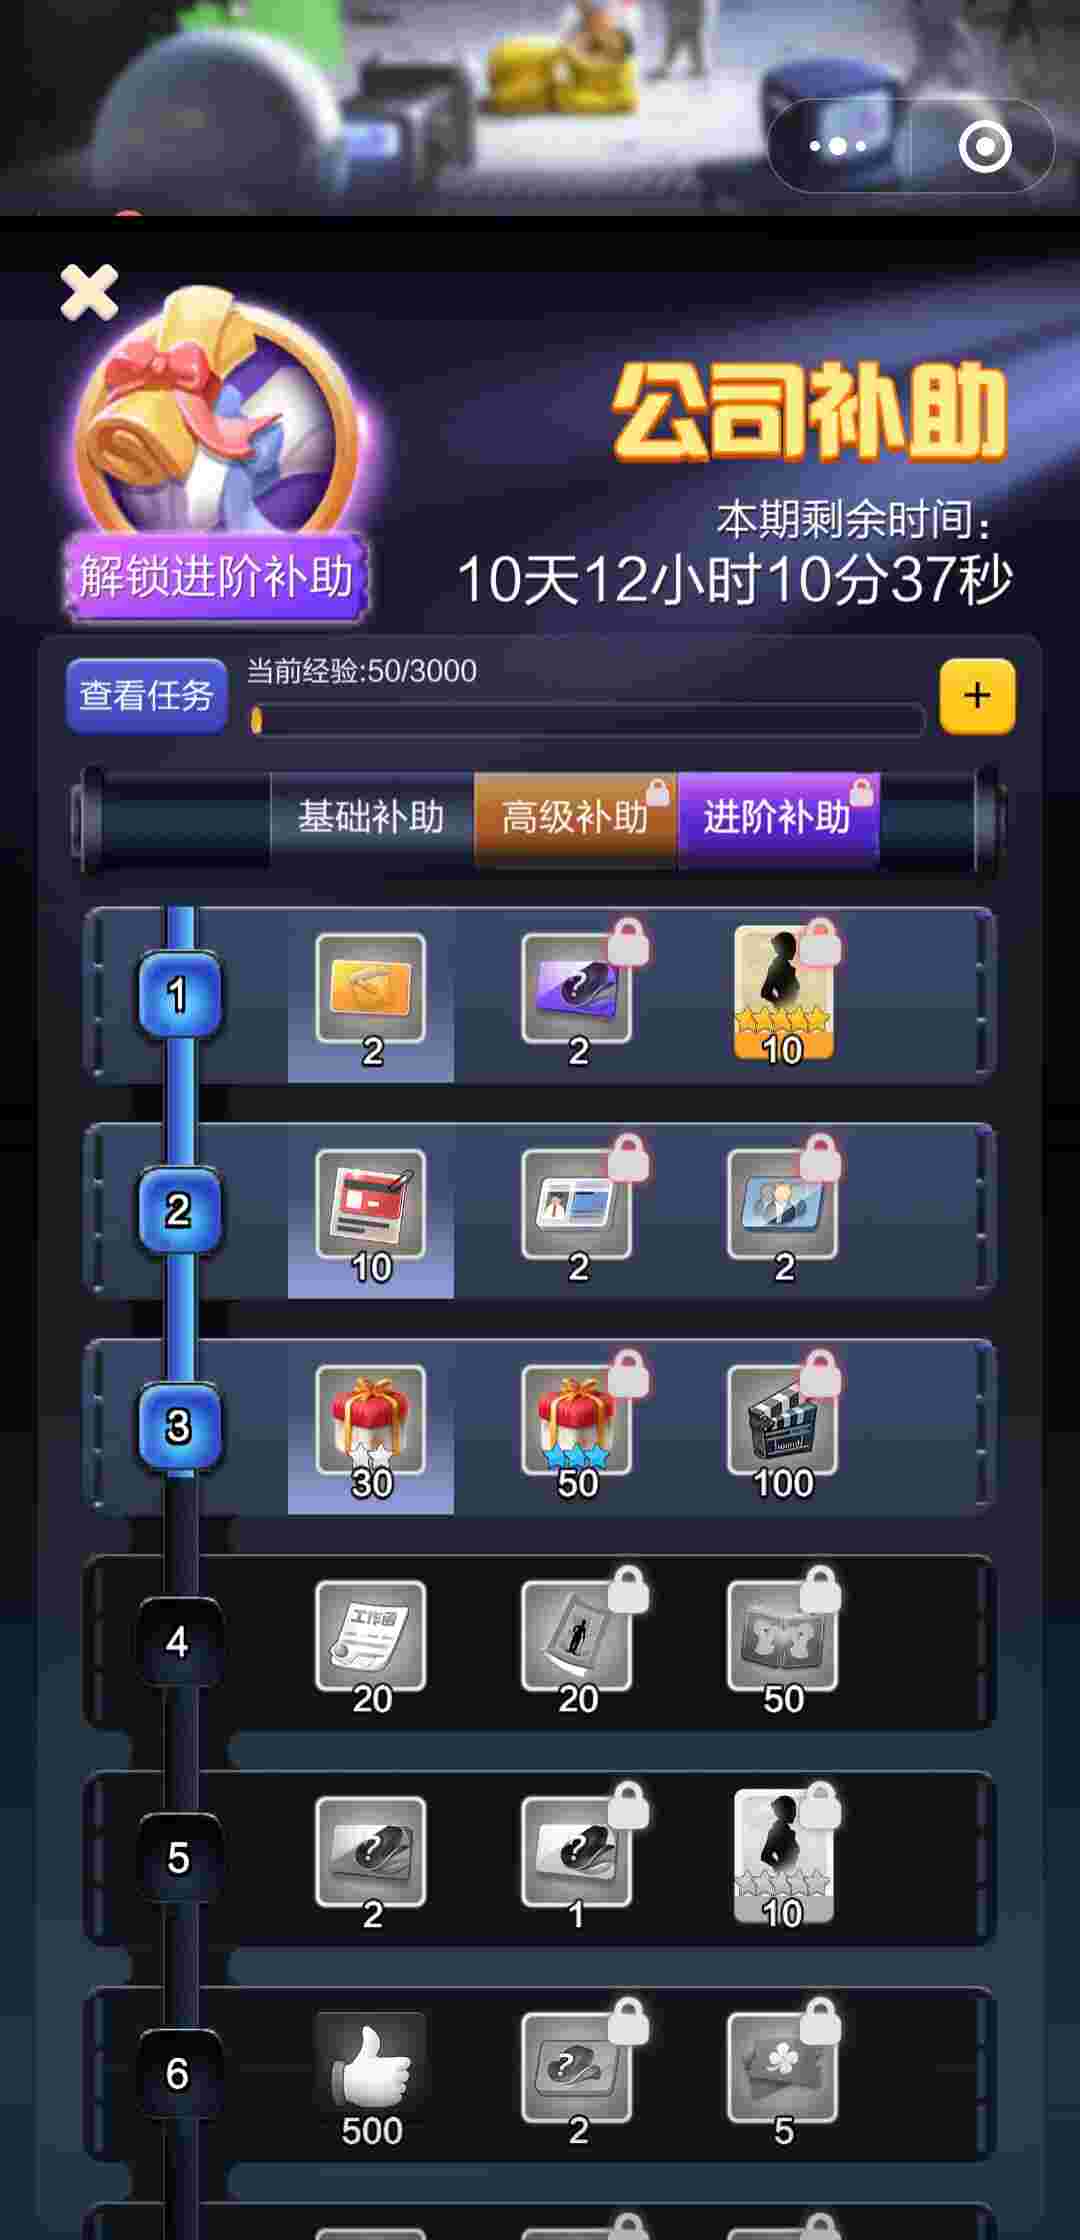 公司补助
本期剩余时间：
10天12小时10分37秒
解锁进阶补助
查看任务
当前经验:50/3000
+
基础补助 高级补助 进阶补助
1
2 ? 2 10
2
10 2 2
3
30 50 100
4
工作函
20 20 50
5
? 2 ? 1 10
6
500 ? 2 5